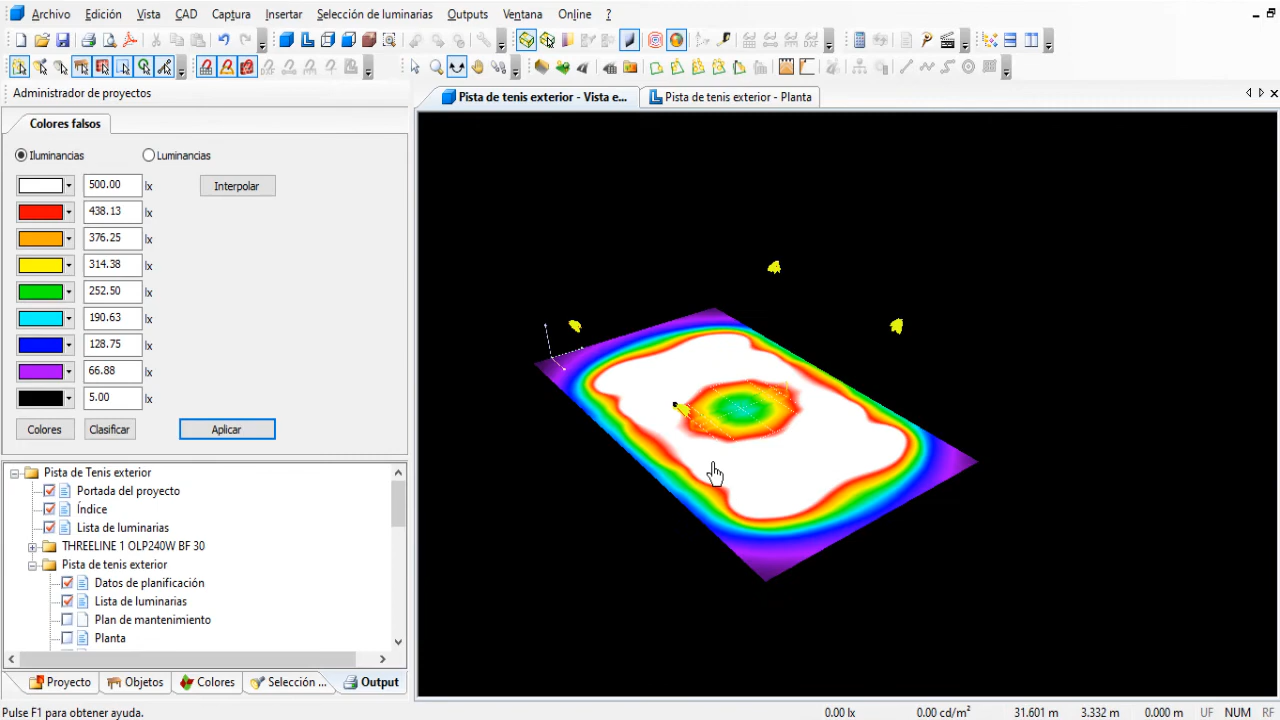 Archivo Edición Vista CAD Captura Insertar Selección de luminarias Outputs Ventana Online ?
Administrador de proyectos
Pista de tenis exterior - Vista e... Pista de tenis exterior - Planta
Colores falsos
Iluminancias Luminancias
500.00 lx Interpolar
438.13 lx
376.25 lx
314.38 lx
252.50 lx
190.63 lx
128.75 lx
66.88 lx
5.00 lx
Colores Clasificar Aplicar
Pista de Tenis exterior
Portada del proyecto
Índice
Lista de luminarias
THREELINE 1 OLP240W BF 30
Pista de tenis exterior
Datos de planificación
Lista de luminarias
Plan de mantenimiento
Planta
Proyecto Objetos Colores Selección ... Output
Pulse F1 para obtener ayuda. 0.00 lx 0.00 cd/m² 31.601 m 3.332 m 0.000 m UF NUM RF